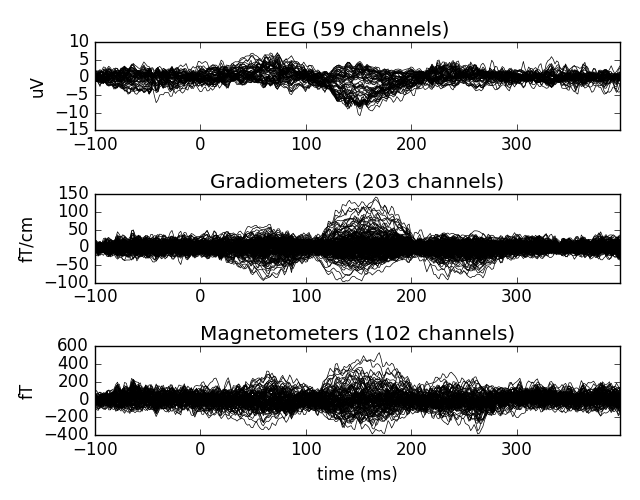 EEG (59 channels)
10
5
0
−5
−10
−15
uV
−100 0 100 200 300
Gradiometers (203 channels)
150
100
50
0
−50
−100
fT/cm
−100 0 100 200 300
Magnetometers (102 channels)
600
400
200
0
−200
−400
fT
−100 0 100 200 300
time (ms)